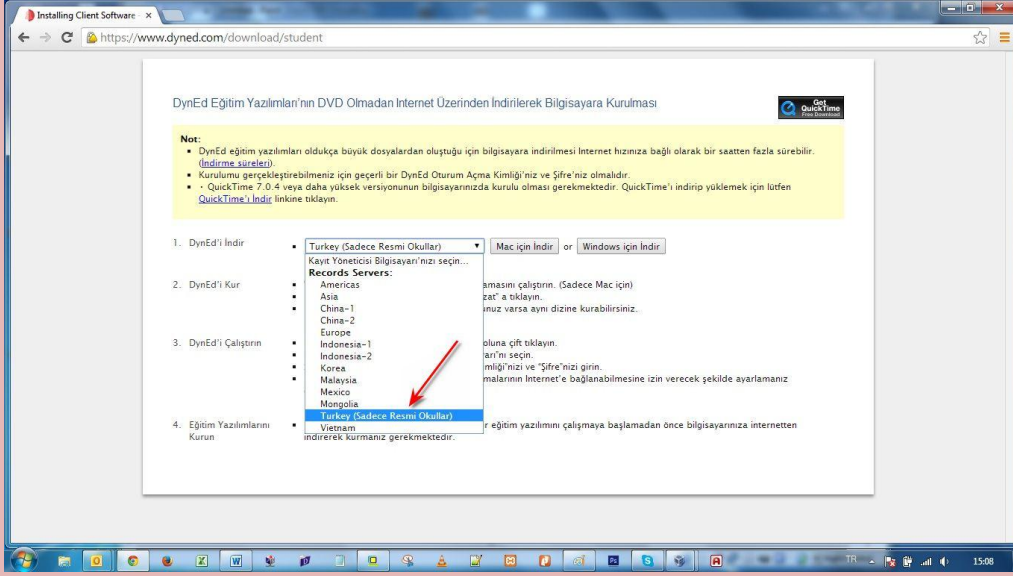 Installing Client Software -
https://www.dyned.com/download/student
DynEd Eğitim Yazılımları'nın DVD Olmadan Internet Üzerinden İndirilerek Bilgisayara Kurulması
Get
QuickTime
Free Download
Not:
DynEd eğitim yazılımları oldukça büyük dosyalardan oluştuğu için bilgisayara indirilmesi Internet hızınıza bağlı olarak bir saatten fazla sürebilir.
(İndirme süreleri).
Kurulumu gerçekleştirebilmeniz için geçerli bir DynEd Oturum Açma Kimliği'niz ve Şifre'niz olmalıdır.
· QuickTime 7.0.4 veya daha yüksek versiyonunun bilgisayarınızda kurulu olması gerekmektedir. QuickTime'ı indirip yüklemek için lütfen
QuickTime'ı İndir linkine tıklayın.
1. DynEd'i İndir
Turkey (Sadece Resmi Okullar)
Mac için İndir or Windows için İndir
Kayıt Yöneticisi Bilgisayarı'nızı seçin...
Records Servers:
Americas
Asia
China-1
China-2
Europe
Indonesia-1
Indonesia-2
Korea
Malaysia
Mexico
Mongolia
Turkey (Sadece Resmi Okullar)
Vietnam
2. DynEd'i Kur
amasını çalıştırın. (Sadece Mac için)
zat" a tıklayın.
unuz varsa aynı dizine kurabilirsiniz.
3. DynEd'i Çalıştırın
oluna çift tıklayın.
arı"nı seçin.
mliği"nizi ve "Şifre"nizi girin.
malarının Internet'e bağlanabilmesine izin verecek şekilde ayarlamanız
4. Eğitim Yazılımlarını
Kurun
r eğitim yazılımını çalışmaya başlamadan önce bilgisayarınıza internetten
indirerek kurmanız gerekmektedir.
TR
15:08